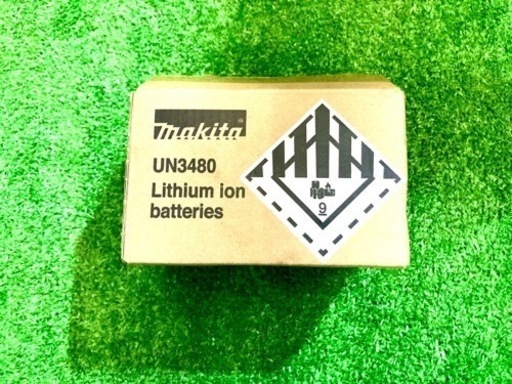 makita
UN3480
Lithium ion
batteries
9